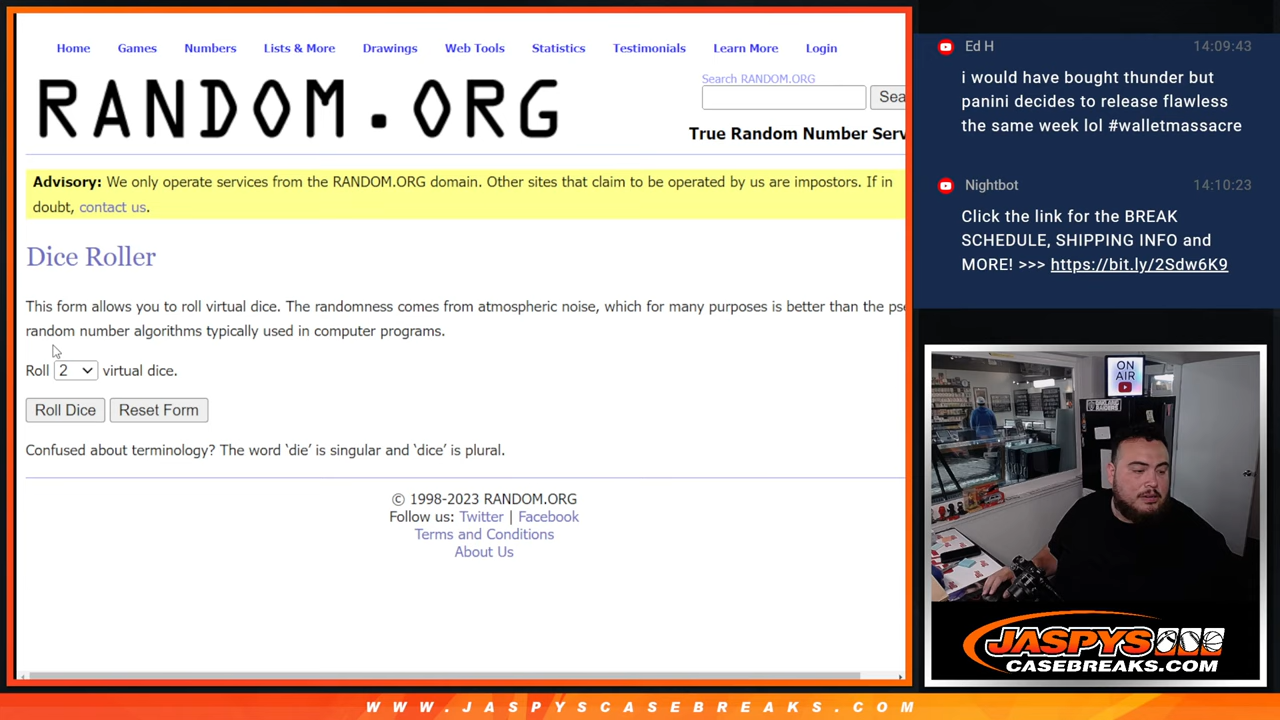 Home Games Numbers Lists & More Drawings Web Tools Statistics Testimonials Learn More Login
RANDOM.ORG
Search RANDOM.ORG
Sea
True Random Number Serv
Advisory: We only operate services from the RANDOM.ORG domain. Other sites that claim to be operated by us are impostors. If in
doubt, contact us.
Dice Roller
This form allows you to roll virtual dice. The randomness comes from atmospheric noise, which for many purposes is better than the pse
random number algorithms typically used in computer programs.
Roll 2 virtual dice.
Roll Dice Reset Form
Confused about terminology? The word ‘die’ is singular and ‘dice’ is plural.
© 1998-2023 RANDOM.ORG
Follow us: Twitter | Facebook
Terms and Conditions
About Us
Ed H 14:09:43
i would have bought thunder but
panini decides to release flawless
the same week lol #walletmassacre
Nightbot 14:10:23
Click the link for the BREAK
SCHEDULE, SHIPPING INFO and
MORE! >>> https://bit.ly/2Sdw6K9
ON
AIR
JASPYS
CASEBREAKS.COM
WWW.JASPYSCASEBREAKS.COM